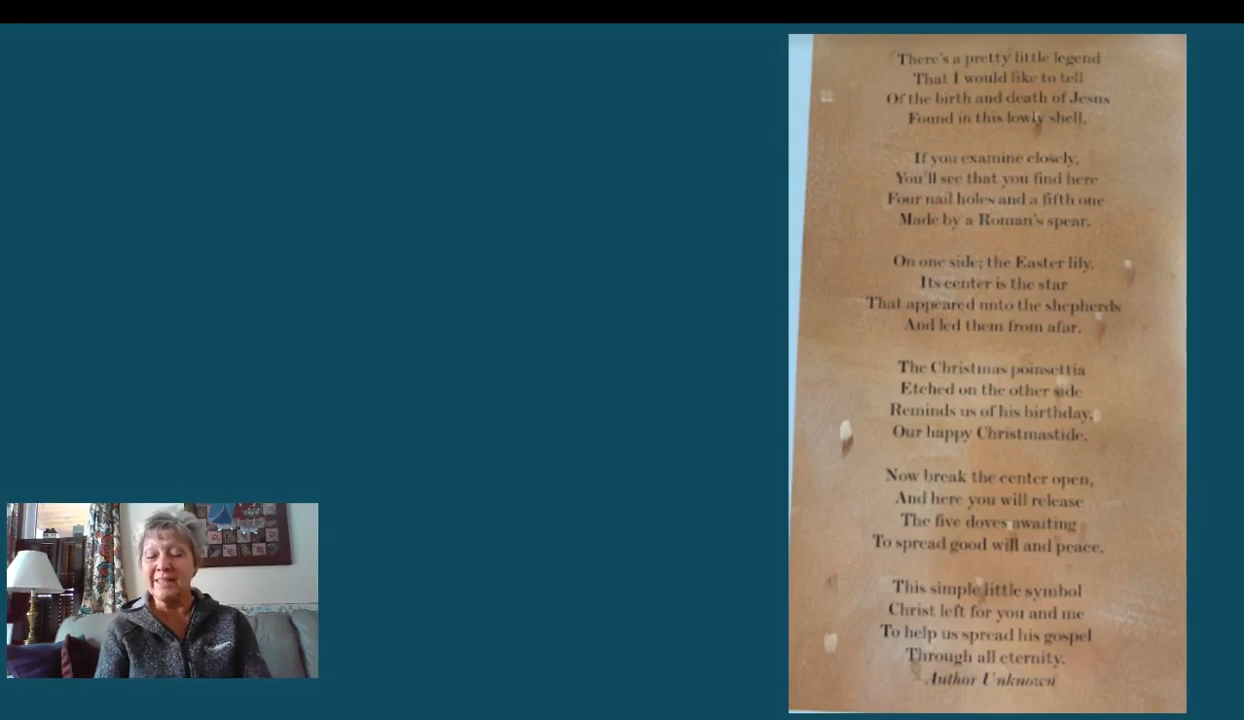 There's a pretty little legend
That I would like to tell
Of the birth and death of Jesus
Found in this lowly shell.
If you examine closely,
You'll see that you find here
Four nail holes and a fifth one
Made by a Roman's spear.
On one side; the Easter lily,
Its center is the star
That appeared unto the shepherds
And led them from afar.
The Christmas poinsettia
Etched on the other side
Reminds us of his birthday,
Our happy Christmastide.
Now break the center open,
And here you will release
The five doves awaiting
To spread good will and peace.
This simple little symbol
Christ left for you and me
To help us spread his gospel
Through all eternity.
Author Unknown